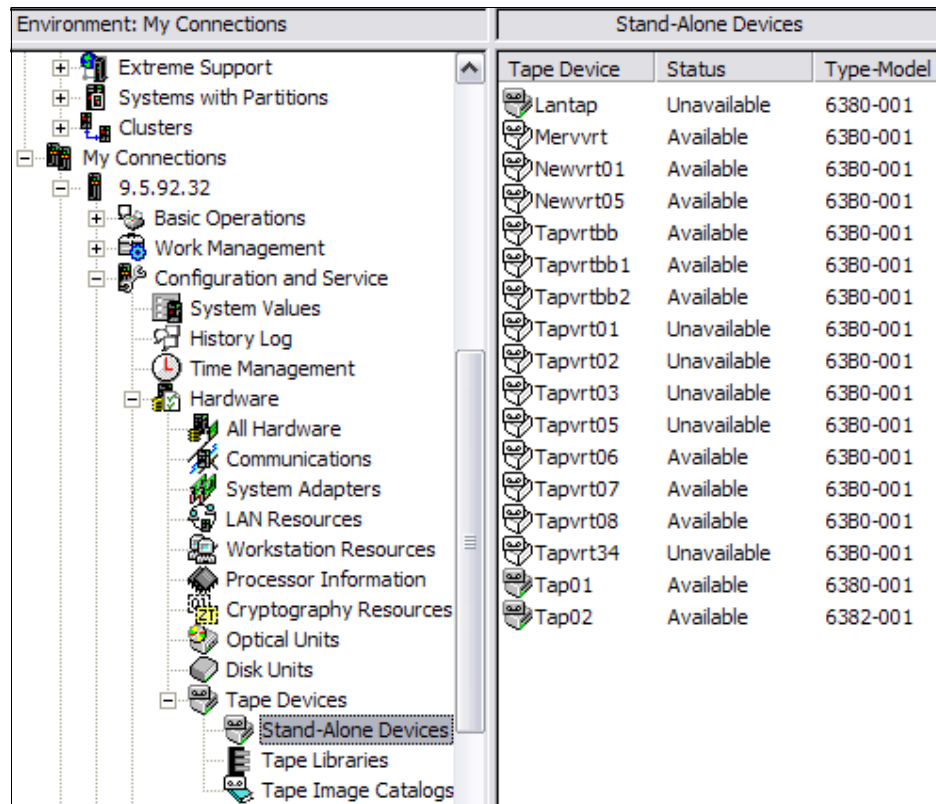 Environment: My Connections
Extreme Support
Systems with Partitions
Clusters
My Connections
9.5.92.32
Basic Operations
Work Management
Configuration and Service
System Values
History Log
Time Management
Hardware
All Hardware
Communications
System Adapters
LAN Resources
Workstation Resources
Processor Information
Cryptography Resources
Optical Units
Disk Units
Tape Devices
Stand-Alone Devices
Tape Libraries
Tape Image Catalogs
Stand-Alone Devices
Tape Device Status Type-Model
Lantap Unavailable 6380-001
Mervvrt Available 63B0-001
Newvrt01 Available 63B0-001
Newvrt05 Available 63B0-001
Tapvrtbb Available 63B0-001
Tapvrtbb1 Available 63B0-001
Tapvrtbb2 Available 63B0-001
Tapvrt01 Unavailable 63B0-001
Tapvrt02 Unavailable 63B0-001
Tapvrt03 Unavailable 63B0-001
Tapvrt05 Unavailable 63B0-001
Tapvrt06 Available 63B0-001
Tapvrt07 Available 63B0-001
Tapvrt08 Available 63B0-001
Tapvrt34 Unavailable 63B0-001
Tap01 Available 6380-001
Tap02 Available 6382-001